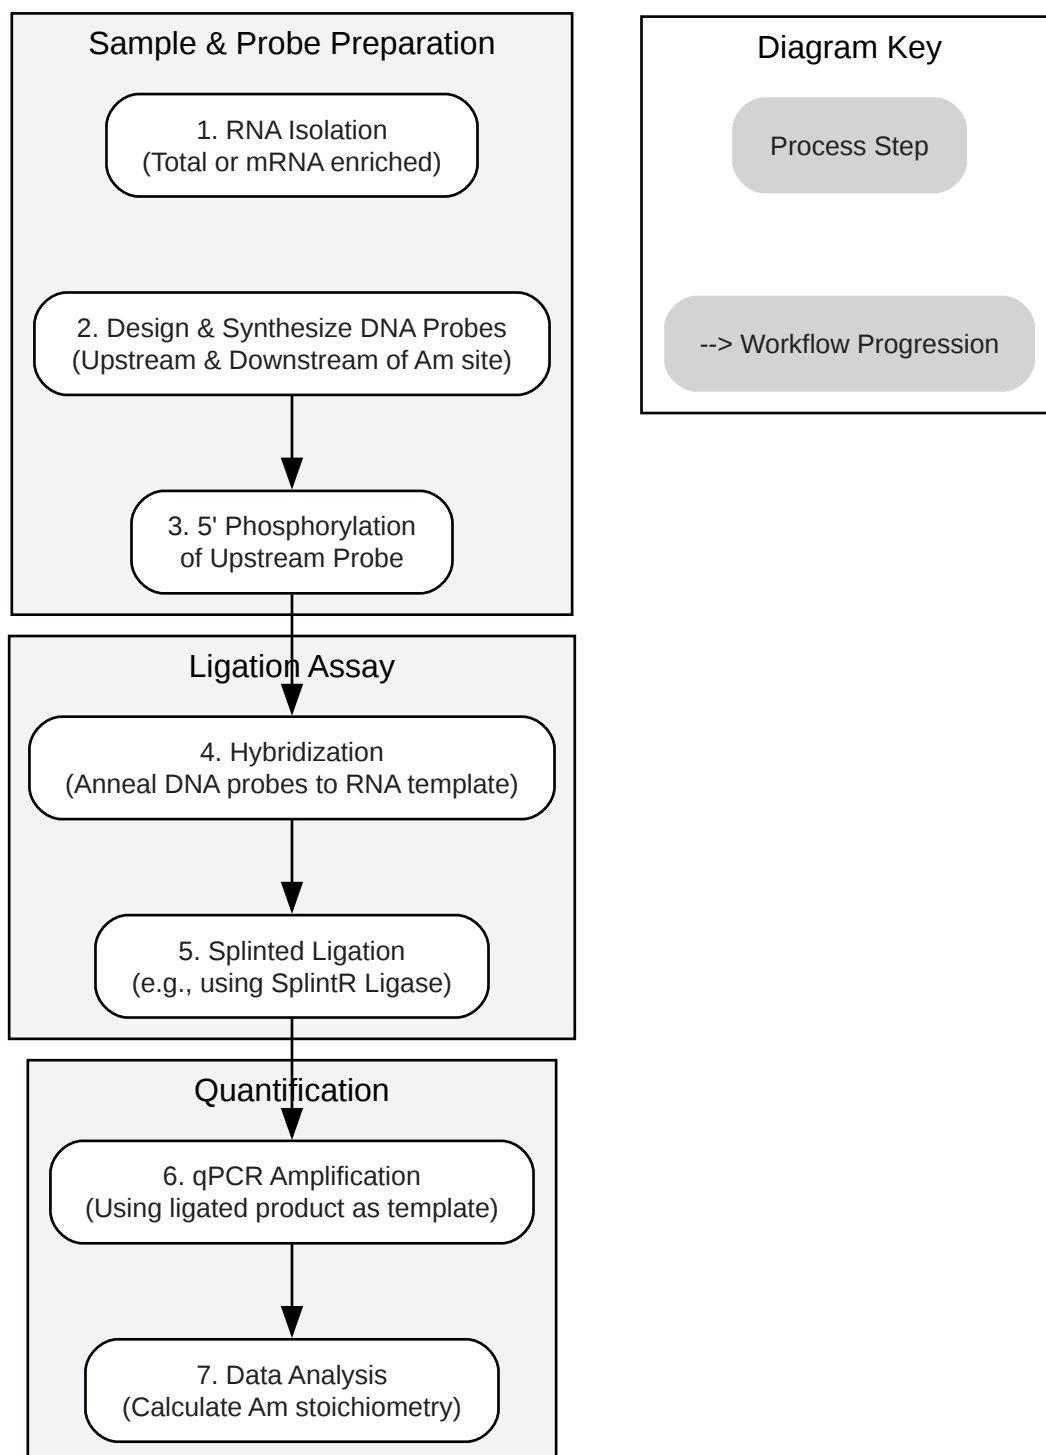 Sample & Probe Preparation
1. RNA Isolation
(Total or mRNA enriched)
2. Design & Synthesize DNA Probes
(Upstream & Downstream of Am site)
3. 5' Phosphorylation
of Upstream Probe
Ligation Assay
4. Hybridization
(Anneal DNA probes to RNA template)
5. Splinted Ligation
(e.g., using SplintR Ligase)
Quantification
6. qPCR Amplification
(Using ligated product as template)
7. Data Analysis
(Calculate Am stoichiometry)
Diagram Key
Process Step
--> Workflow Progression